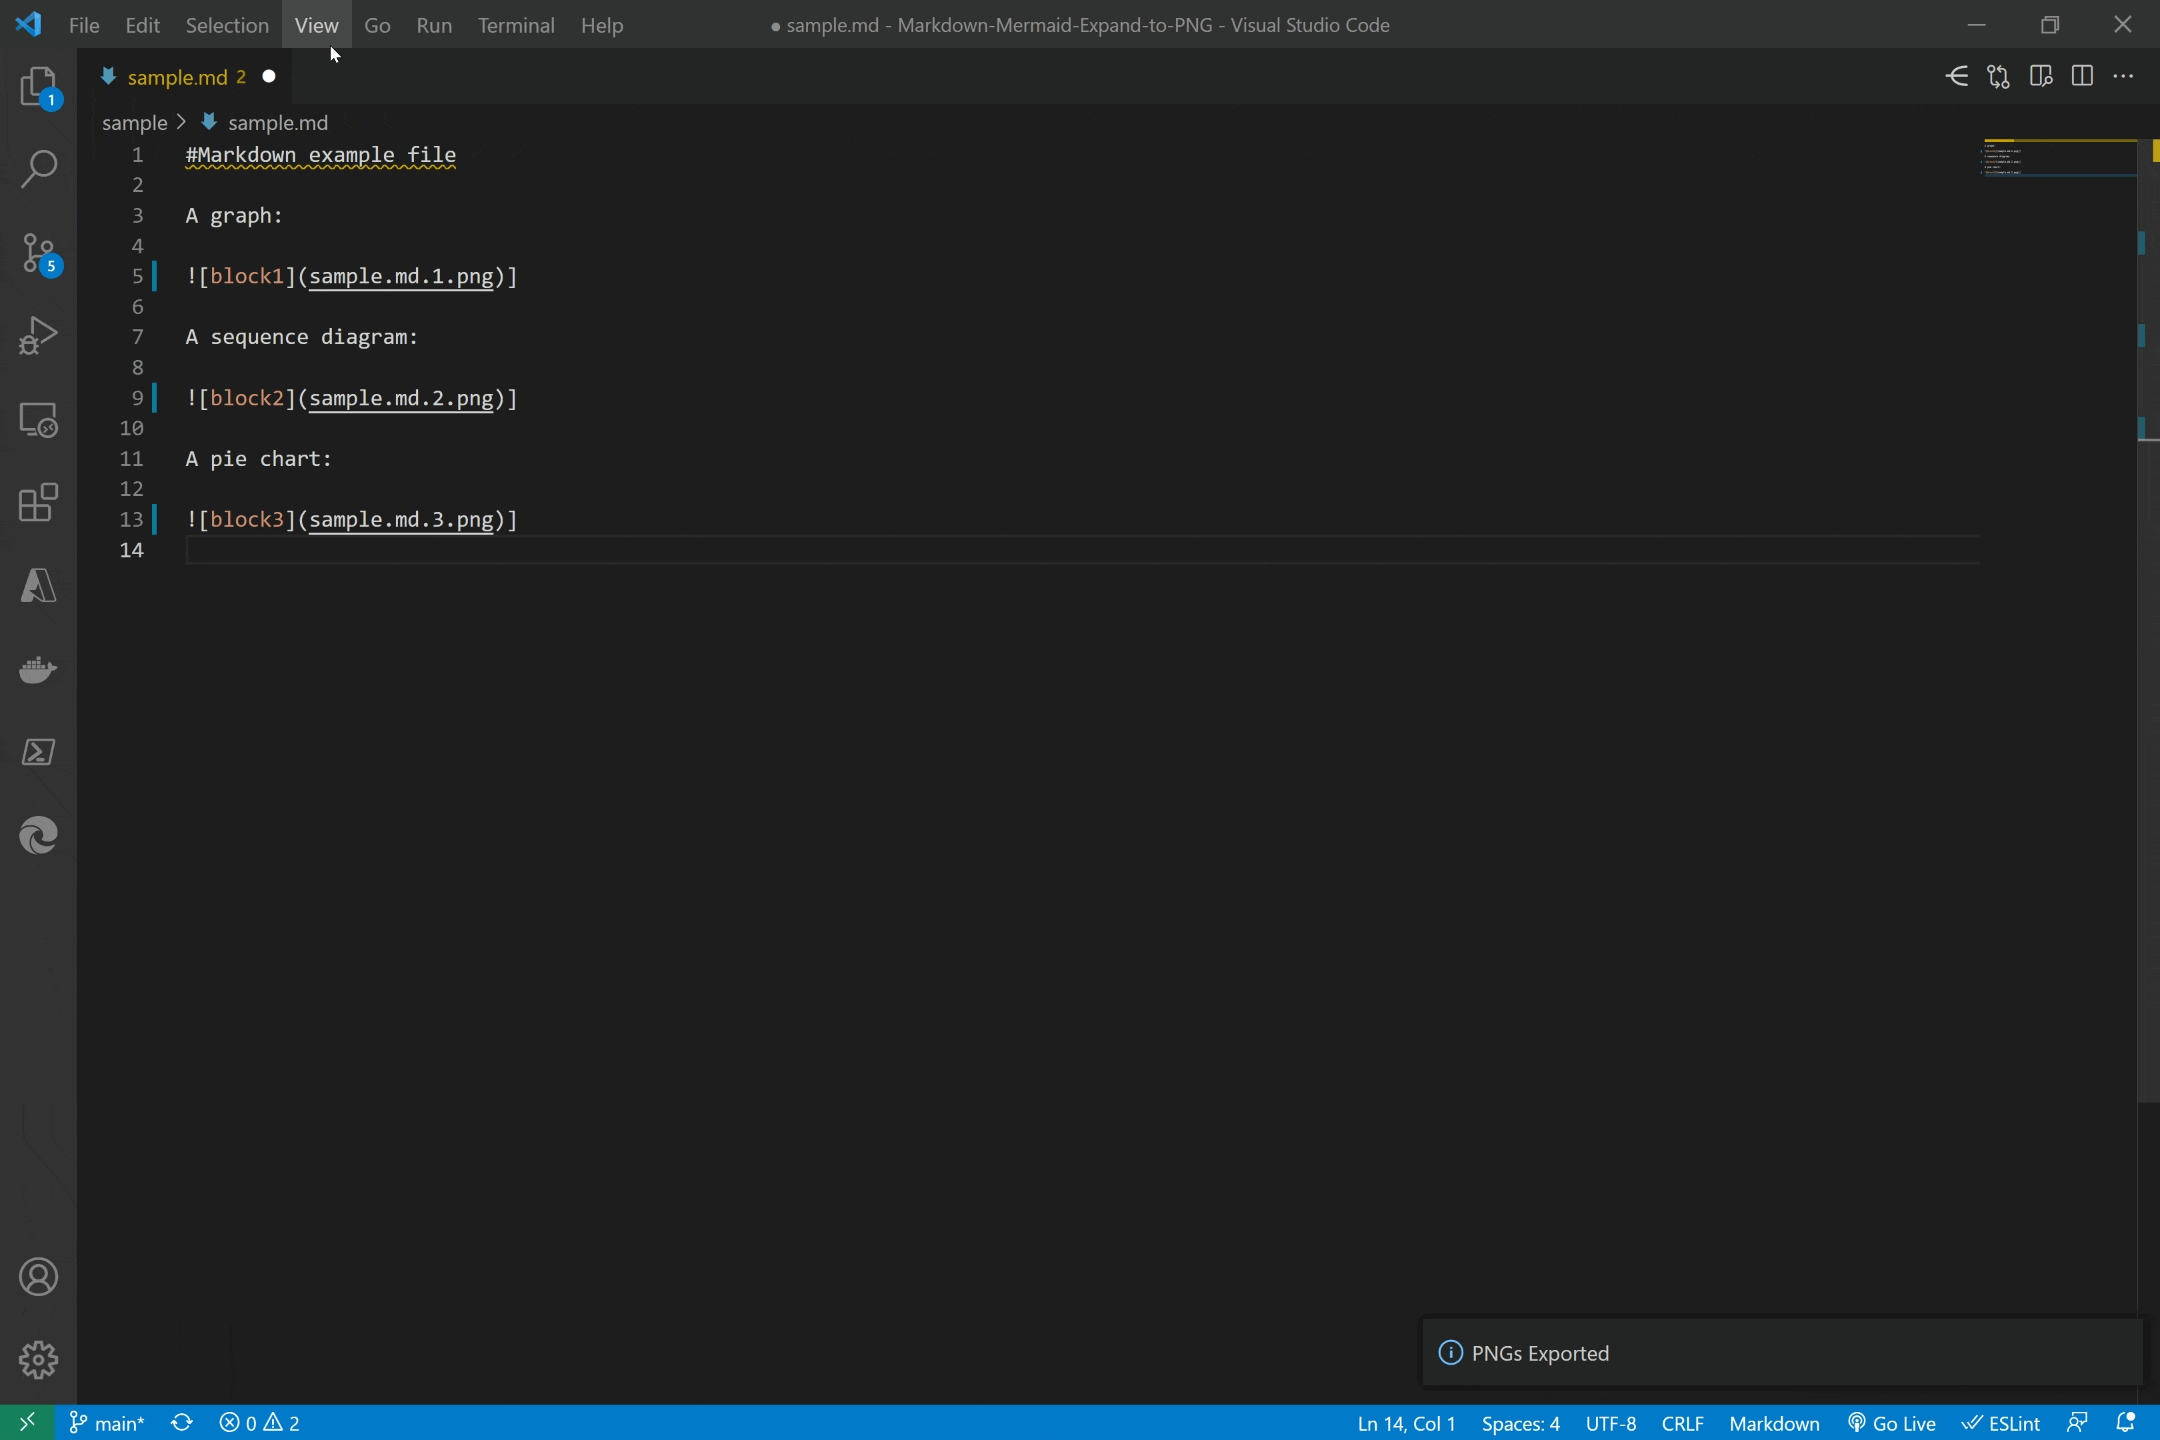 File Edit Selection View Go Run Terminal Help ● sample.md - Markdown-Mermaid-Expand-to-PNG - Visual Studio Code
sample.md 2 ●
1
sample > sample.md
1 #Markdown example file
2
3 A graph:
4
5 ![block1](sample.md.1.png)]
5
6
7 A sequence diagram:
8
9 ![block2](sample.md.2.png)]
10
11 A pie chart:
12
13 ![block3](sample.md.3.png)]
14
PNGs Exported
main* 0 2 Ln 14, Col 1 Spaces: 4 UTF-8 CRLF Markdown Go Live ESLint